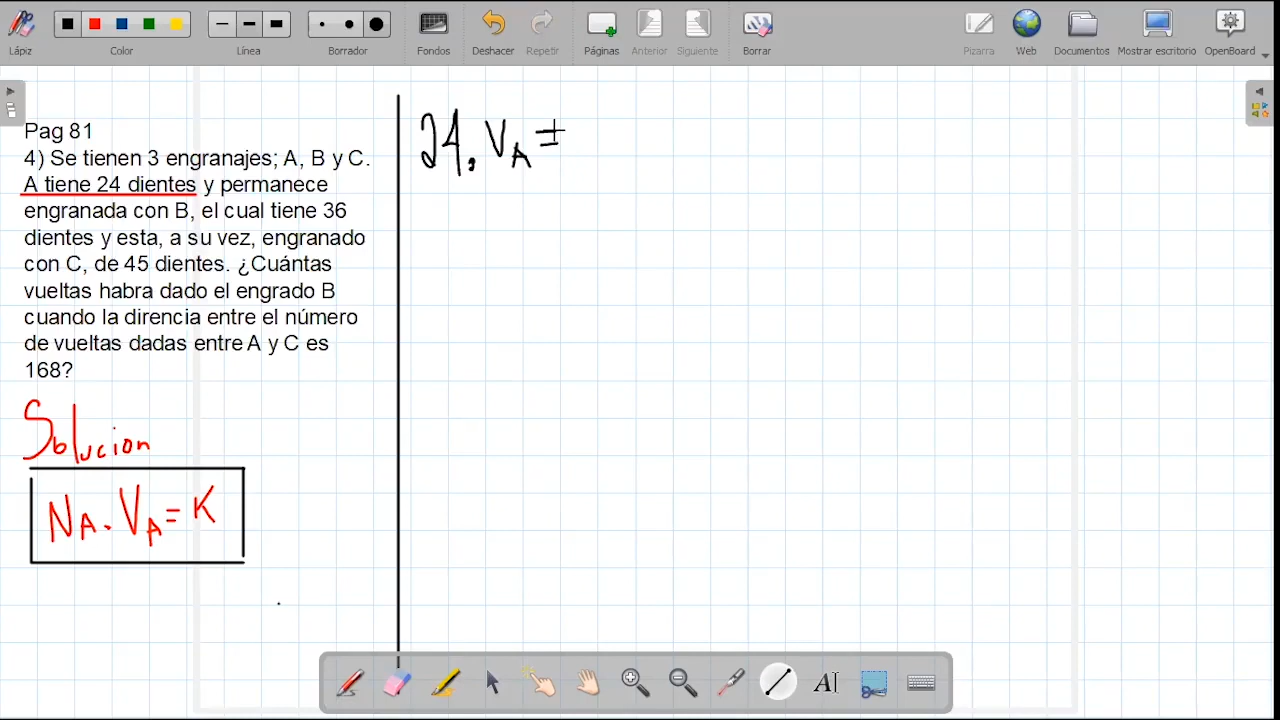 Lápiz
Color
Línea
Borrador
Fondos
Deshacer
Repetir
Páginas
Anterior
Siguiente
Borrar
Pizarra
Web
Documentos
Mostrar escritorio
OpenBoard
Pag 81
4) Se tienen 3 engranajes; A, B y C.
A tiene 24 dientes y permanece
engranada con B, el cual tiene 36
dientes y esta, a su vez, engranado
con C, de 45 dientes. ¿Cuántas
vueltas habra dado el engrado B
cuando la direncia entre el número
de vueltas dadas entre A y C es
168?
Solucion
NA . VA = K
24 . VA =